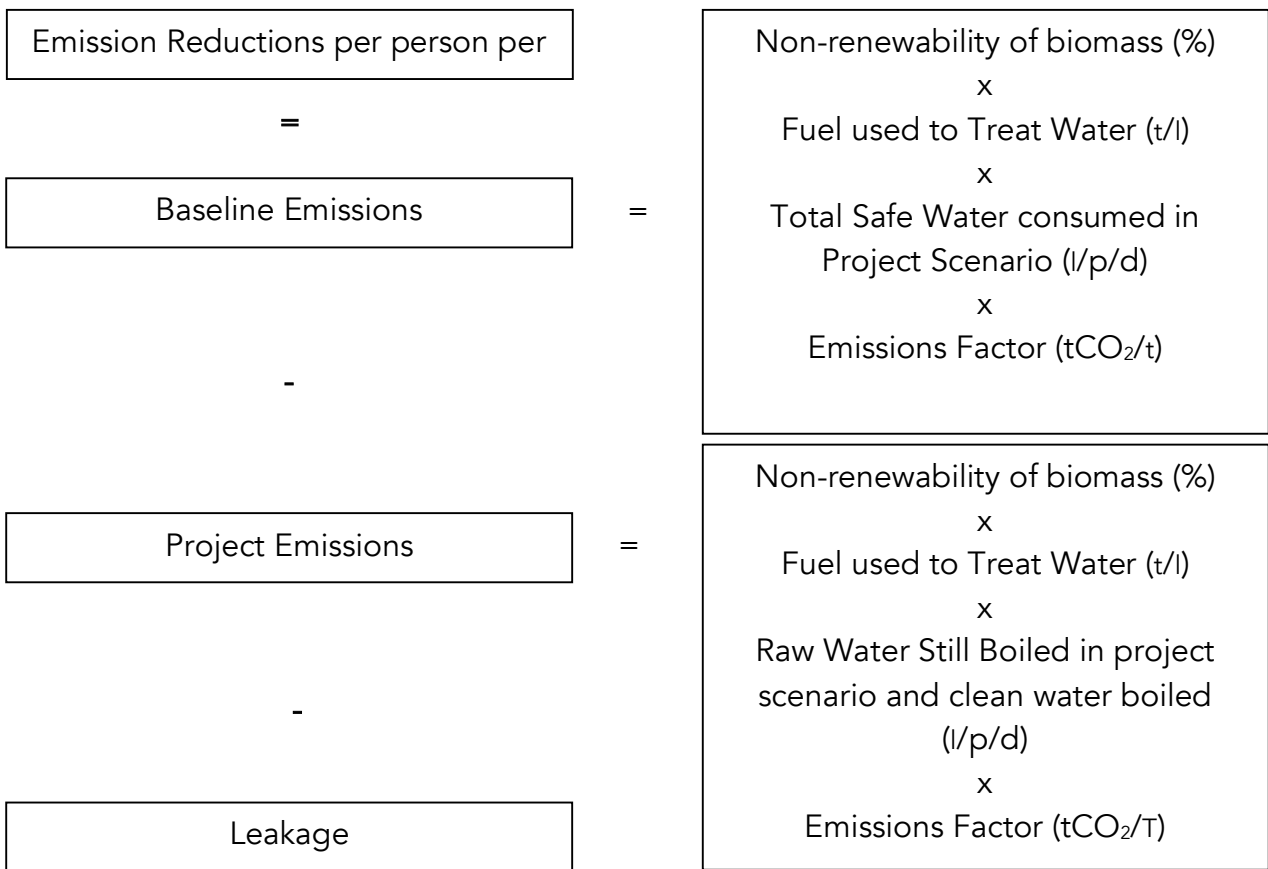 Emission Reductions per person per
=
Baseline Emissions
=
Non-renewability of biomass (%)
x
Fuel used to Treat Water (t/l)
x
Total Safe Water consumed in
Project Scenario (l/p/d)
x
Emissions Factor (tCO₂/t)
-
Project Emissions
=
Non-renewability of biomass (%)
x
Fuel used to Treat Water (t/l)
x
Raw Water Still Boiled in project
scenario and clean water boiled
(l/p/d)
x
Emissions Factor (tCO₂/T)
-
Leakage